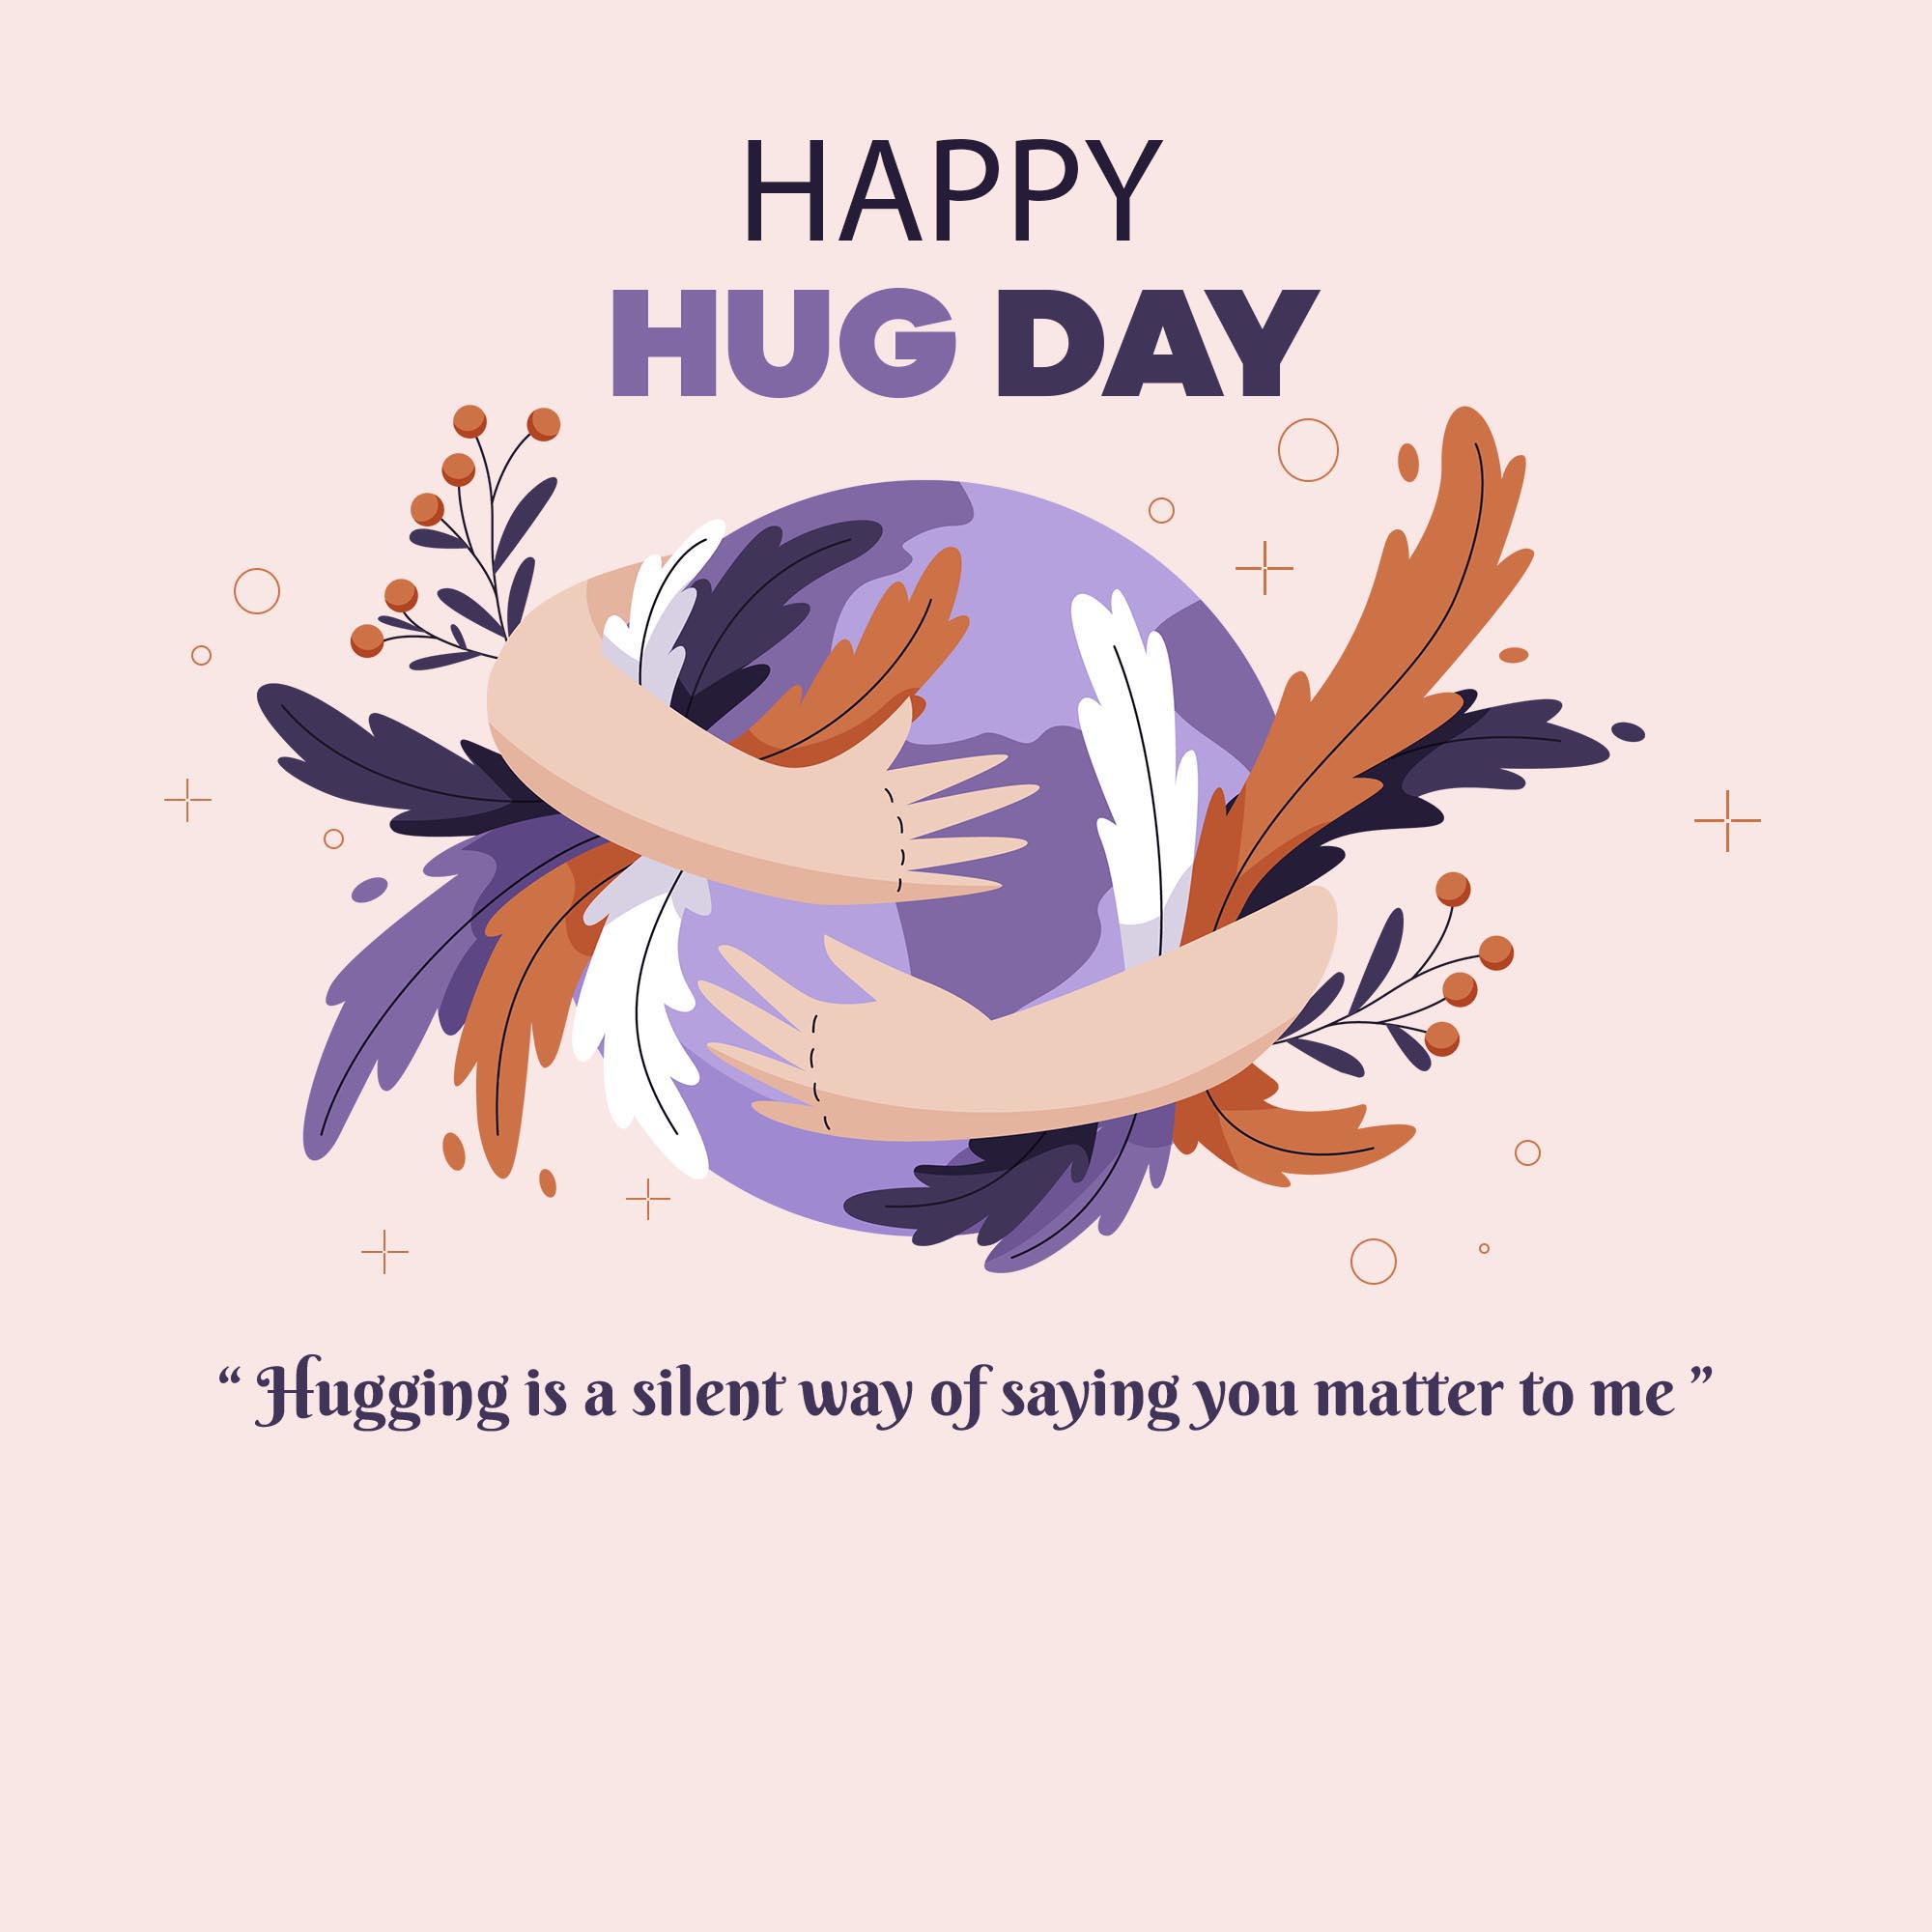 HAPPY
HUG DAY
“ Hugging is a silent way of saying you matter to me ”